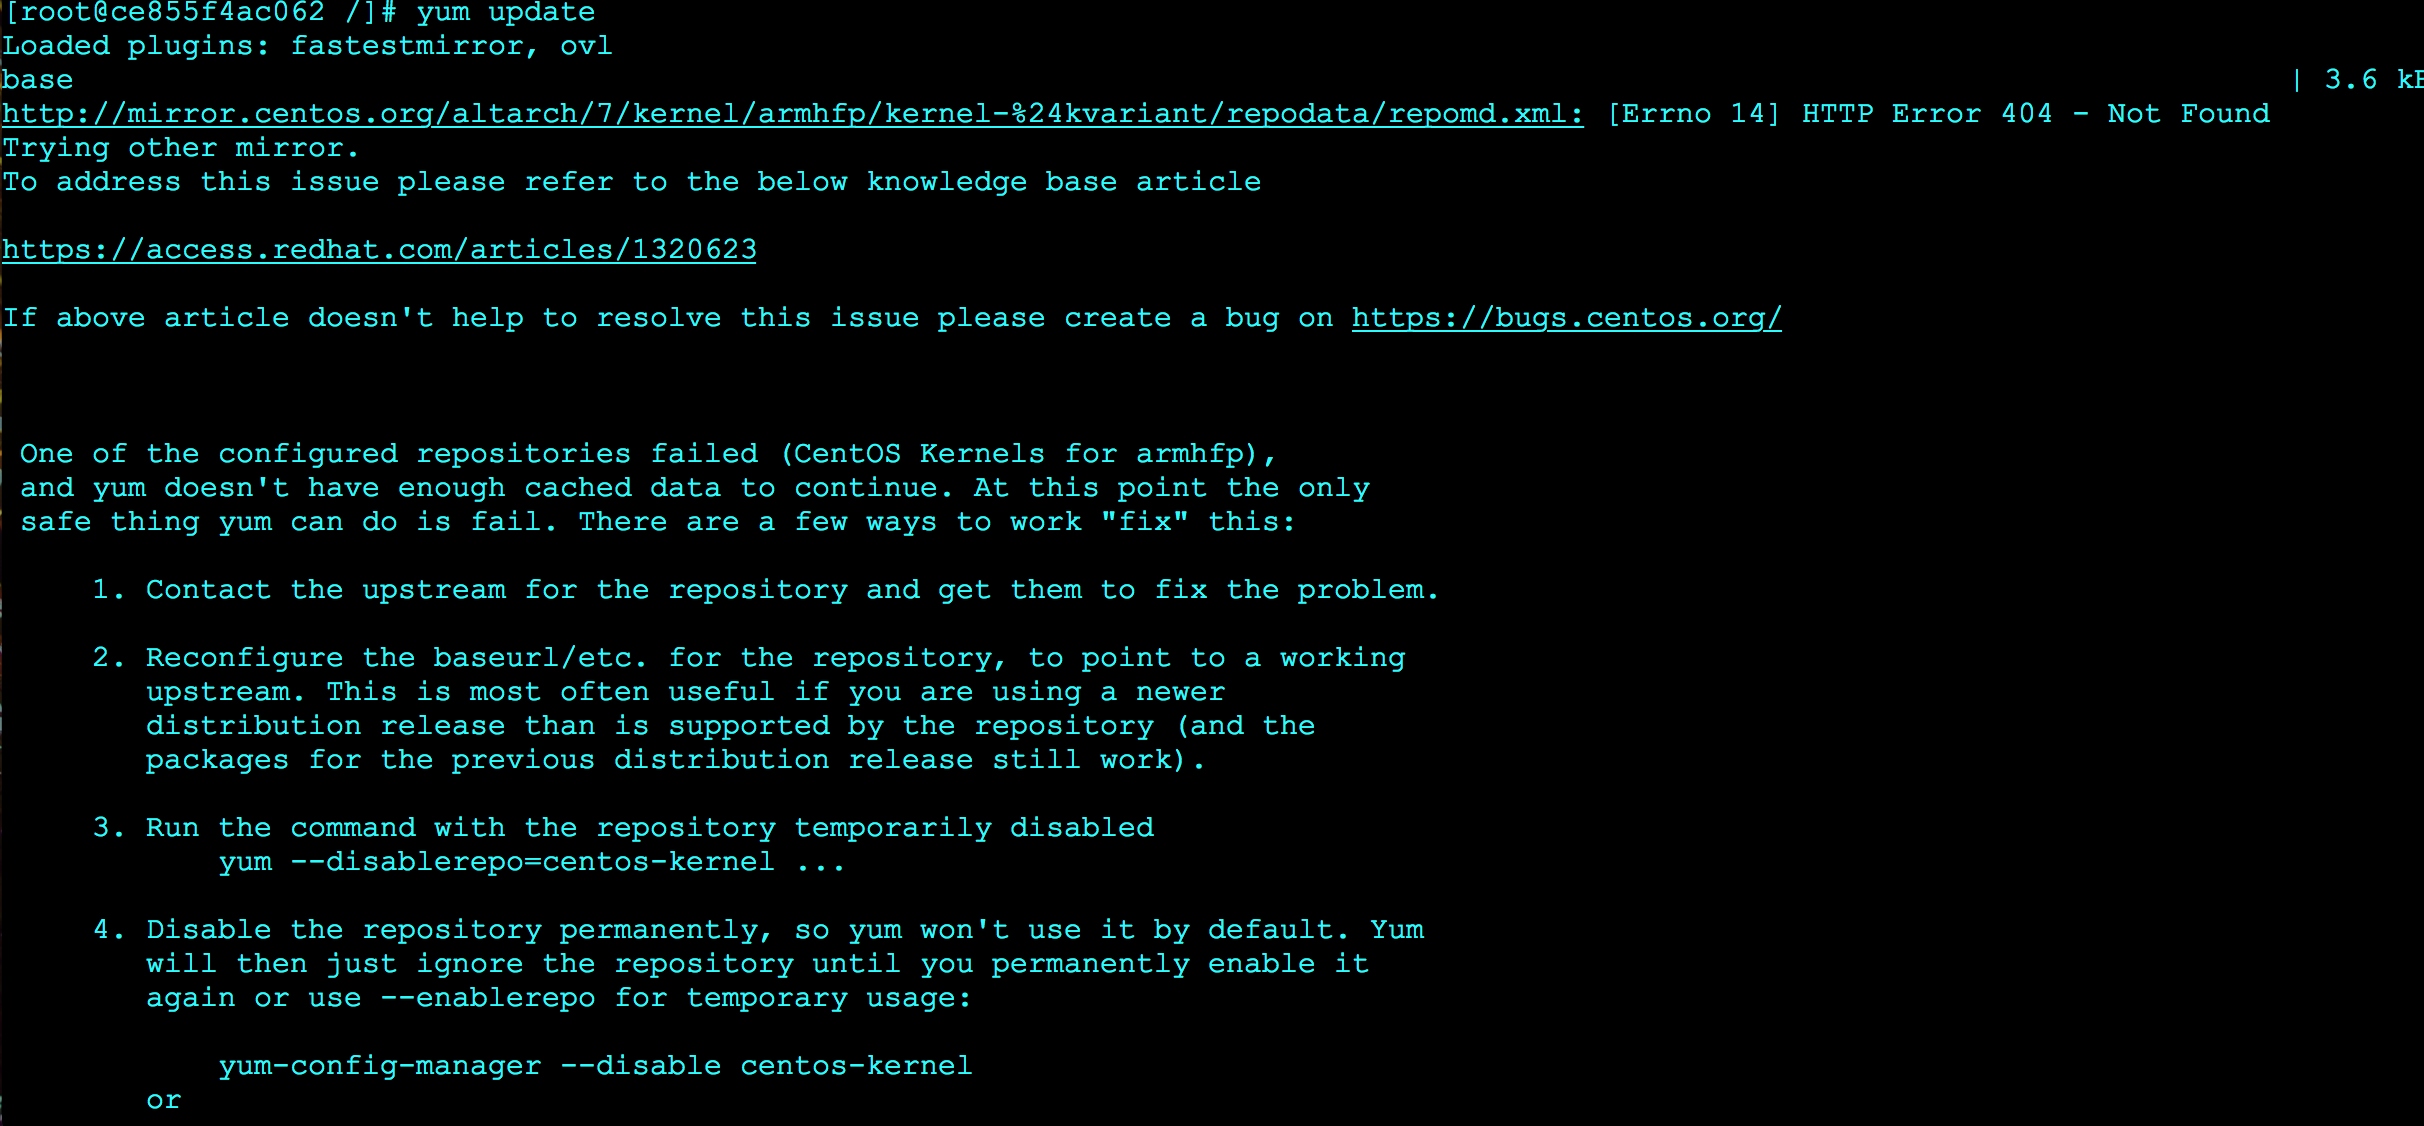 [root@ce855f4ac062 /]# yum update
Loaded plugins: fastestmirror, ovl
base | 3.6 kB
http://mirror.centos.org/altarch/7/kernel/armhfp/kernel-%24kvariant/repodata/repomd.xml: [Errno 14] HTTP Error 404 - Not Found
Trying other mirror.
To address this issue please refer to the below knowledge base article
https://access.redhat.com/articles/1320623
If above article doesn't help to resolve this issue please create a bug on https://bugs.centos.org/
One of the configured repositories failed (CentOS Kernels for armhfp),
and yum doesn't have enough cached data to continue. At this point the only
safe thing yum can do is fail. There are a few ways to work "fix" this:
1. Contact the upstream for the repository and get them to fix the problem.
2. Reconfigure the baseurl/etc. for the repository, to point to a working
upstream. This is most often useful if you are using a newer
distribution release than is supported by the repository (and the
packages for the previous distribution release still work).
3. Run the command with the repository temporarily disabled
yum --disablerepo=centos-kernel ...
4. Disable the repository permanently, so yum won't use it by default. Yum
will then just ignore the repository until you permanently enable it
again or use --enablerepo for temporary usage:
yum-config-manager --disable centos-kernel
or